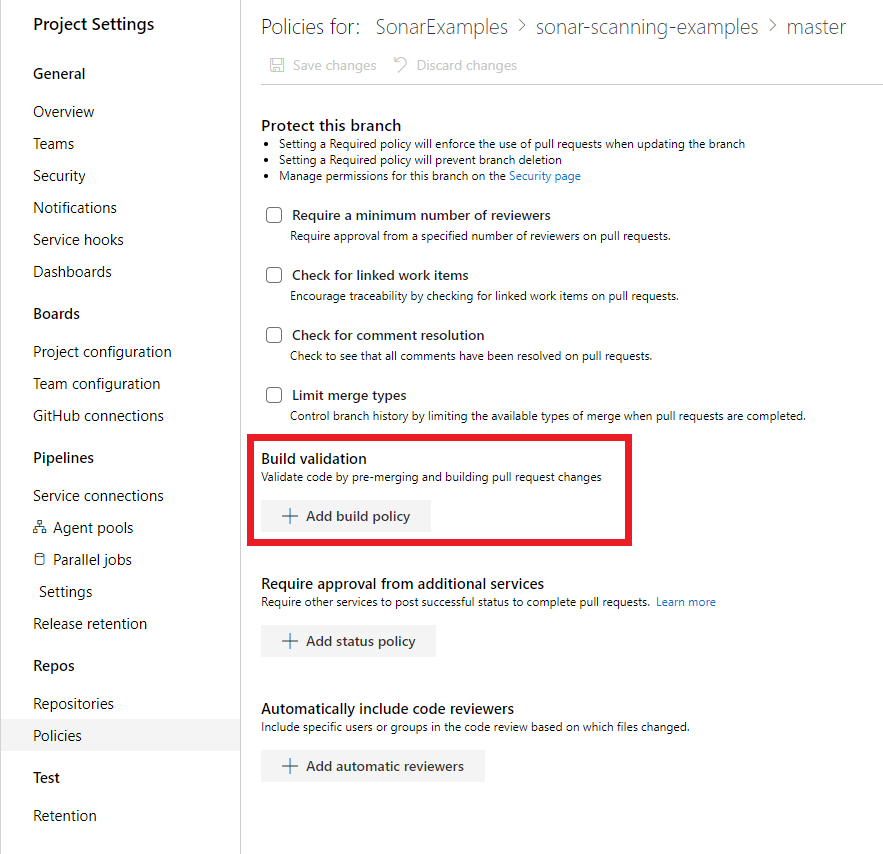 Project Settings
General
Overview
Teams
Security
Notifications
Service hooks
Dashboards
Boards
Project configuration
Team configuration
GitHub connections
Pipelines
Service connections
Agent pools
Parallel jobs
Settings
Release retention
Repos
Repositories
Policies
Test
Retention
Policies for: SonarExamples > sonar-scanning-examples > master
Save changes Discard changes
Protect this branch
• Setting a Required policy will enforce the use of pull requests when updating the branch
• Setting a Required policy will prevent branch deletion
• Manage permissions for this branch on the Security page
Require a minimum number of reviewers
Require approval from a specified number of reviewers on pull requests.
Check for linked work items
Encourage traceability by checking for linked work items on pull requests.
Check for comment resolution
Check to see that all comments have been resolved on pull requests.
Limit merge types
Control branch history by limiting the available types of merge when pull requests are completed.
Build validation
Validate code by pre-merging and building pull request changes
+ Add build policy
Require approval from additional services
Require other services to post successful status to complete pull requests. Learn more
+ Add status policy
Automatically include code reviewers
Include specific users or groups in the code review based on which files changed.
+ Add automatic reviewers